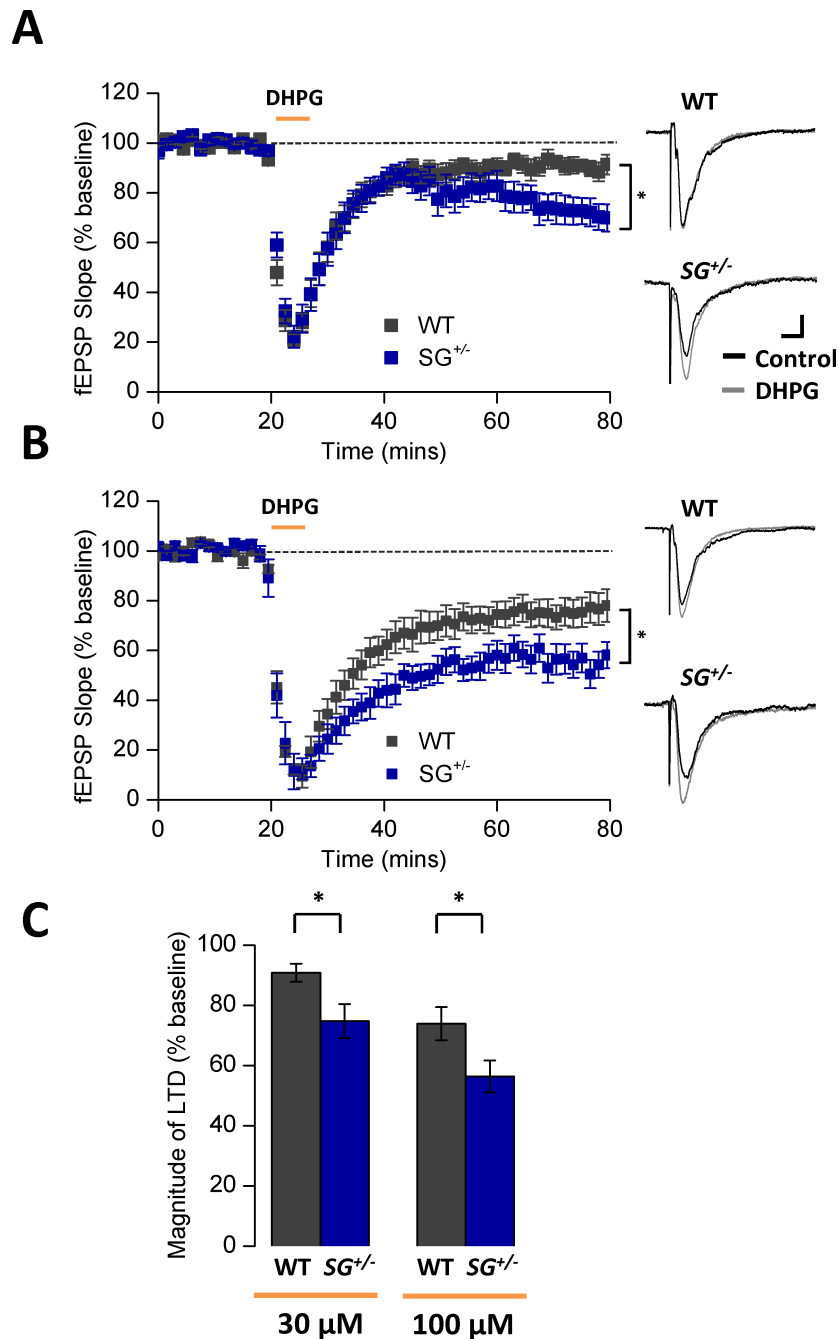 A
120
100
80
60
40
20
0
fEPSP Slope (% baseline)
DHPG
*
WT
SG+/-
0 20 40 60 80
Time (mins)
WT
SG+/-
Control
DHPG
B
120
100
80
60
40
20
0
fEPSP Slope (% baseline)
DHPG
*
WT
SG+/-
0 20 40 60 80
Time (mins)
WT
SG+/-
C
100
80
60
40
20
0
Magnitude of LTD (% baseline)
* *
WT SG+/- WT SG+/-
30 µM 100 µM